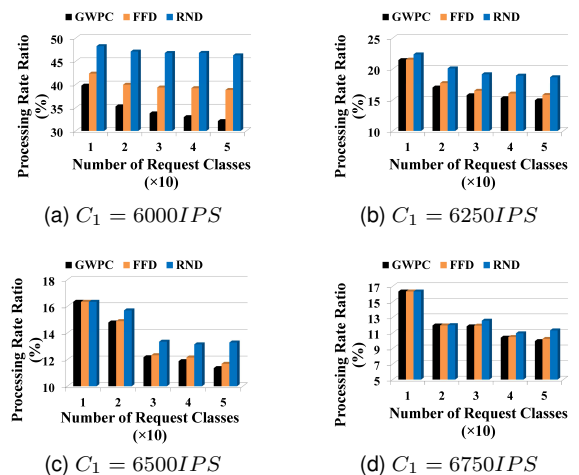 GWPC FFD RND
Processing Rate Ratio
(%)
50
45
40
35
30
1 2 3 4 5
Number of Request Classes
(×10)
(a) C₁ = 6000IPS
GWPC FFD RND
Processing Rate Ratio
(%)
25
20
15
10
1 2 3 4 5
Number of Request Classes
(×10)
(b) C₁ = 6250IPS
GWPC FFD RND
Processing Rate Ratio
(%)
18
16
14
12
10
1 2 3 4 5
Number of Request Classes
(×10)
(c) C₁ = 6500IPS
GWPC FFD RND
Processing Rate Ratio
(%)
17
15
13
11
9
7
5
1 2 3 4 5
Number of Request Classes
(×10)
(d) C₁ = 6750IPS